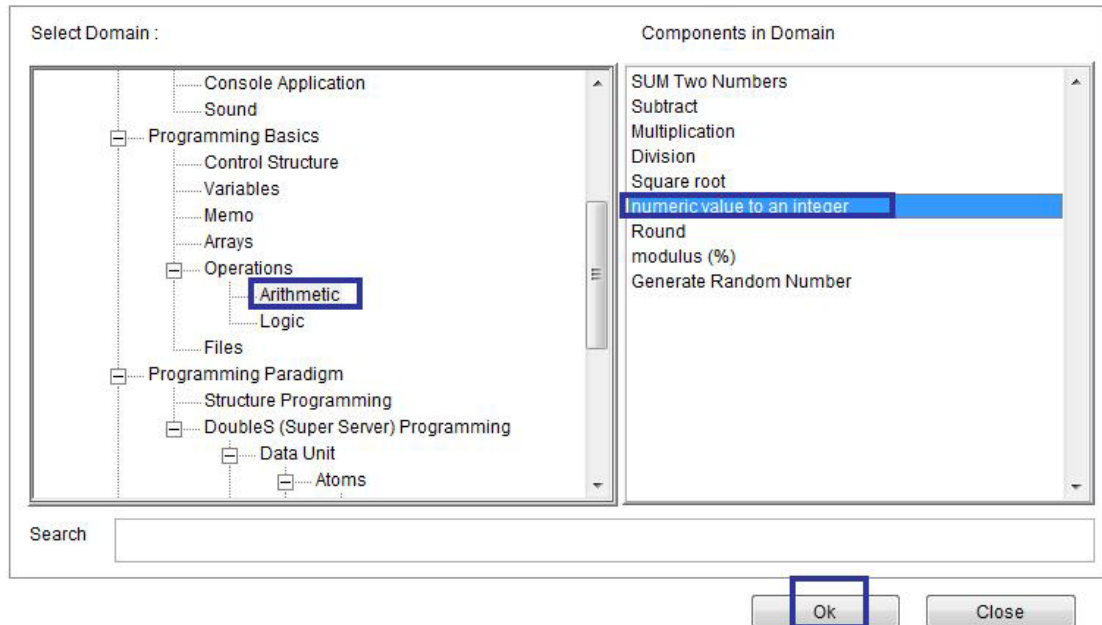 Select Domain :
Components in Domain
Console Application
Sound
Programming Basics
Control Structure
Variables
Memo
Arrays
Operations
Arithmetic
Logic
Files
Programming Paradigm
Structure Programming
DoubleS (Super Server) Programming
Data Unit
Atoms
SUM Two Numbers
Subtract
Multiplication
Division
Square root
numeric value to an integer
Round
modulus (%)
Generate Random Number
Search
Ok
Close